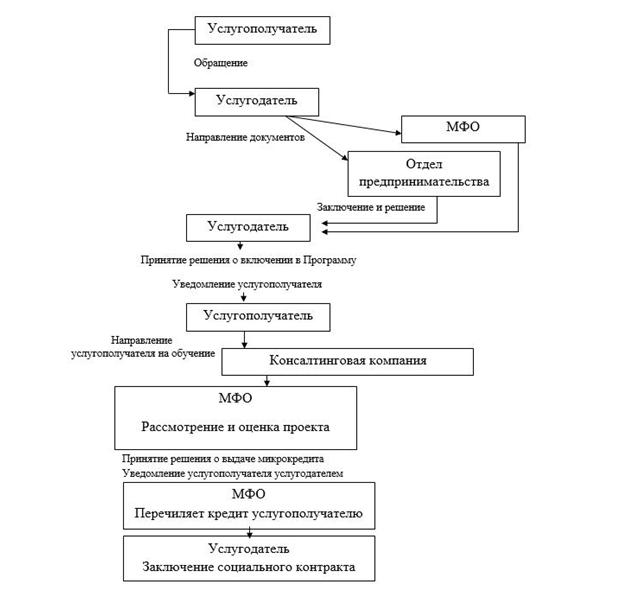 Услугополучатель
Обращение
Услугодатель
МФО
Направление документов
Отдел
предпринимательства
Заключение и решение
Услугодатель
Принятие решения о включении в Программу
Уведомление услугополучателя
Услугополучатель
Направление
услугополучателя на обучение
Консалтинговая компания
МФО
Рассмотрение и оценка проекта
Принятие решения о выдаче микрокредита
Уведомление услугополучателя услугодателем
МФО
Перечиляет кредит услугополучателю
Услугодатель
Заключение социального контракта